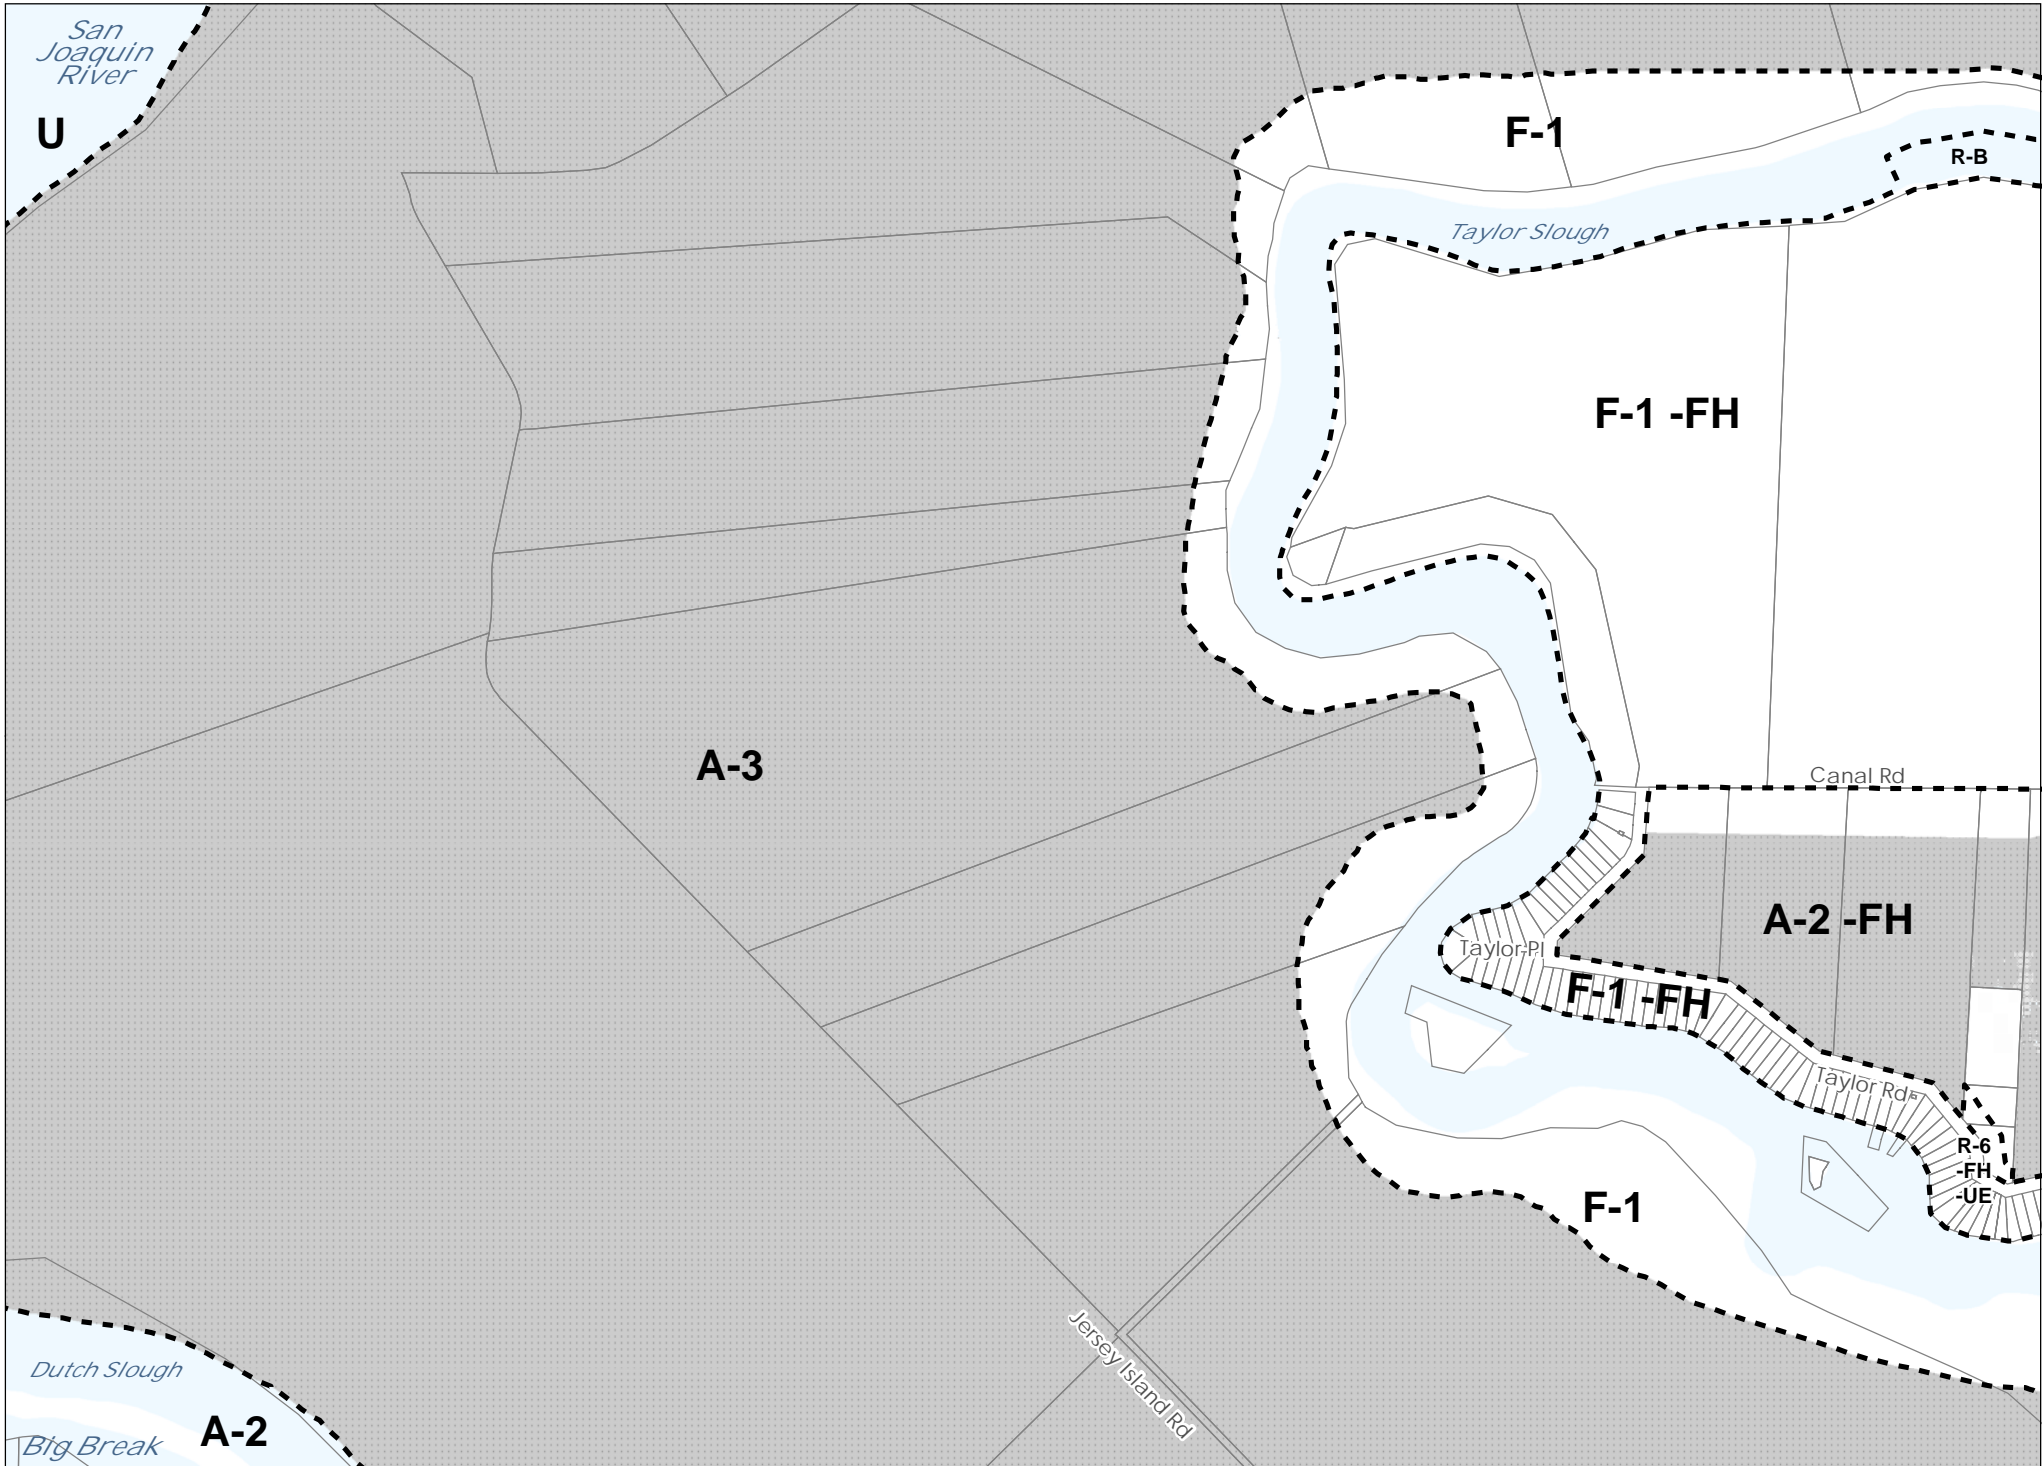 San
Joaquin
River
U
F-1
R-B
Taylor Slough
F-1 -FH
A-3
Canal Rd
A-2 -FH
Taylor Pl
F-1 -FH
Taylor Rd
R-6
-FH
-UE
F-1
Jersey Island Rd
Dutch Slough
A-2
Big Break